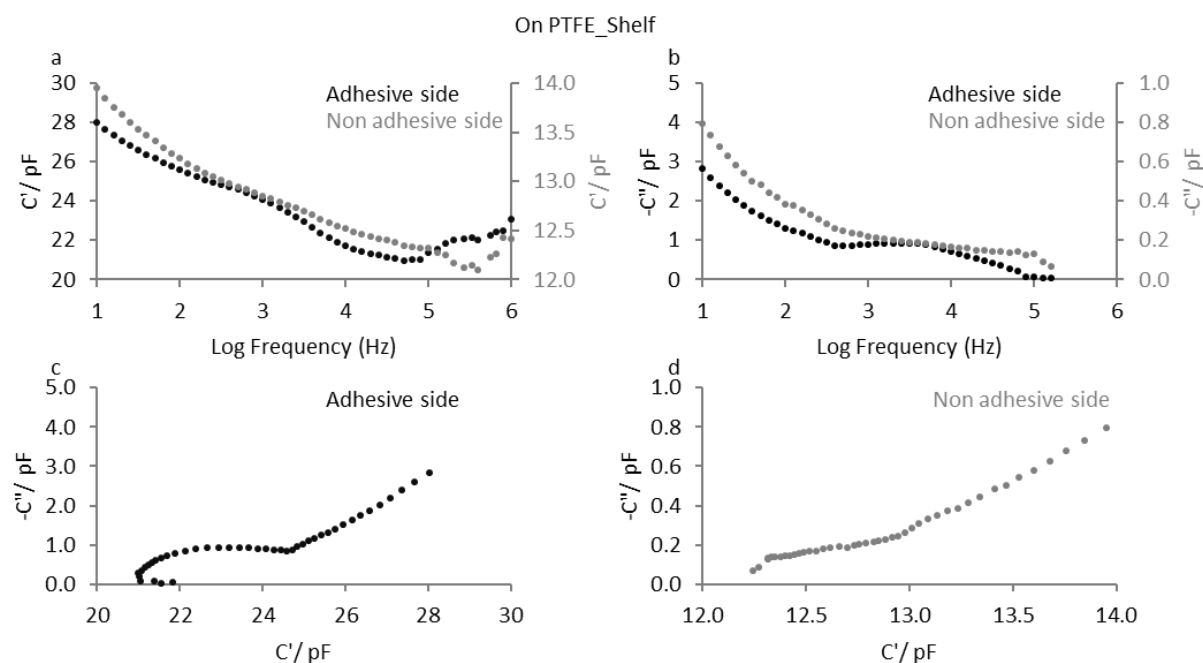 On PTFE_Shelf
a
30
28
26
24
22
20
C'/ pF
Adhesive side
Non adhesive side
14.0
13.5
13.0
12.5
12.0
C'/ pF
1 2 3 4 5 6
Log Frequency (Hz)
b
5
4
3
2
1
0
-C"/ pF
Adhesive side
Non adhesive side
1.0
0.8
0.6
0.4
0.2
0.0
-C"/ pF
1 2 3 4 5 6
Log Frequency (Hz)
c
5.0
4.0
3.0
2.0
1.0
0.0
-C"/ pF
Adhesive side
20 22 24 26 28 30
C'/ pF
d
1.0
0.8
0.6
0.4
0.2
0.0
-C"/ pF
Non adhesive side
12.0 12.5 13.0 13.5 14.0
C'/ pF